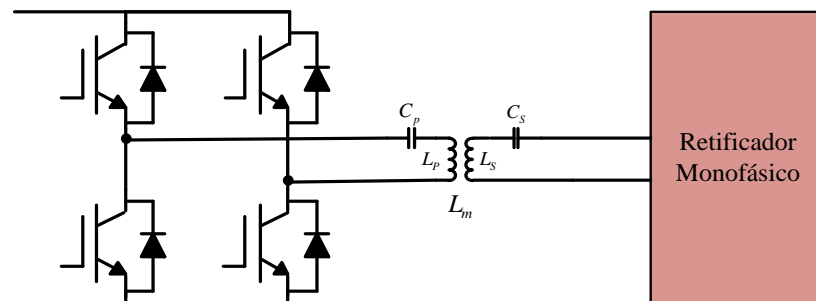 C_p
C_S
L_P
L_S
L_m
Retificador
Monofásico